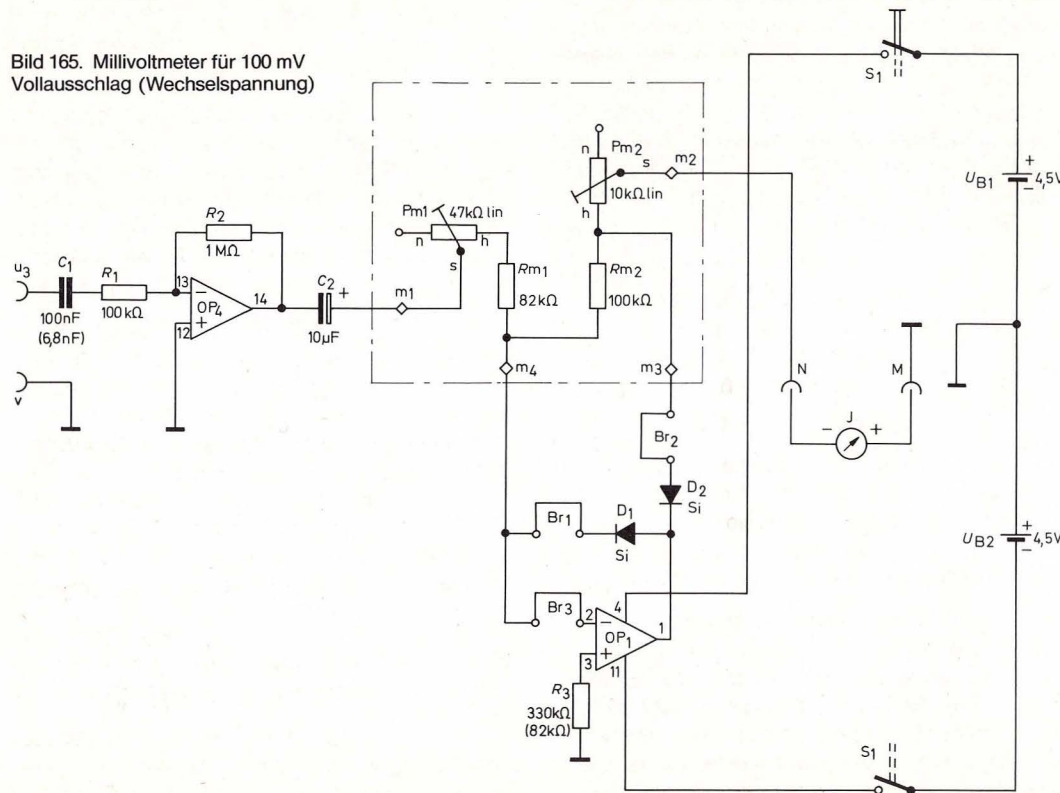 Bild 165. Millivoltmeter für 100 mV
Vollausschlag (Wechselspannung)
S1
n
Pm2
s
m2
10kΩ lin
h
UB1
+
-
4,5V
R2
1 MΩ
Pm1
47kΩ lin
n
h
s
u3
C1
100nF
(6,8nF)
R1
100kΩ
13
-
OP4
14
+
12
C2
+
10µF
m1
Rm1
82kΩ
Rm2
100kΩ
v
m4
m3
N
M
J
-
+
Br2
D2
Si
Br1
D1
Si
UB2
+
-
4,5V
Br3
2
-
4
OP1
1
3
+
11
R3
330kΩ
(82kΩ)
S1